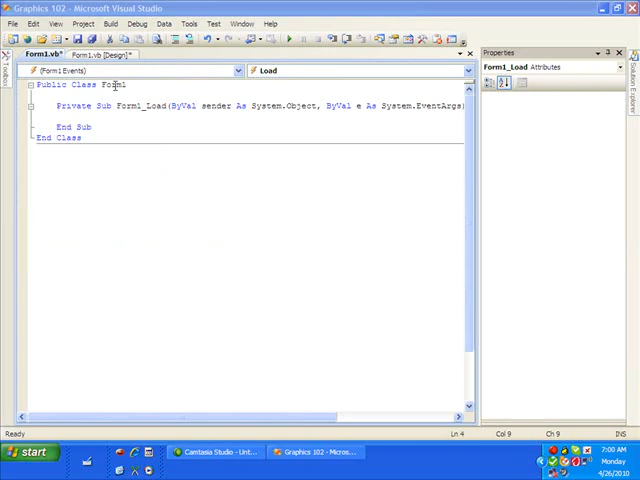 Graphics 102 - Microsoft Visual Studio
File Edit View Project Build Debug Data Tools Test Window Help
Form1.vb* Form1.vb [Design]*
(Form1 Events) Load
Public Class Form1
Private Sub Form1_Load(ByVal sender As System.Object, ByVal e As System.EventArgs)
End Sub
End Class
Properties
Form1_Load Attributes
Toolbox
Solution Explorer
Ready Ln 4 Col 9 Ch 9 INS
start
Camtasia Studio - Unt...
Graphics 102 - Micros...
7:00 AM
Monday
4/26/2010